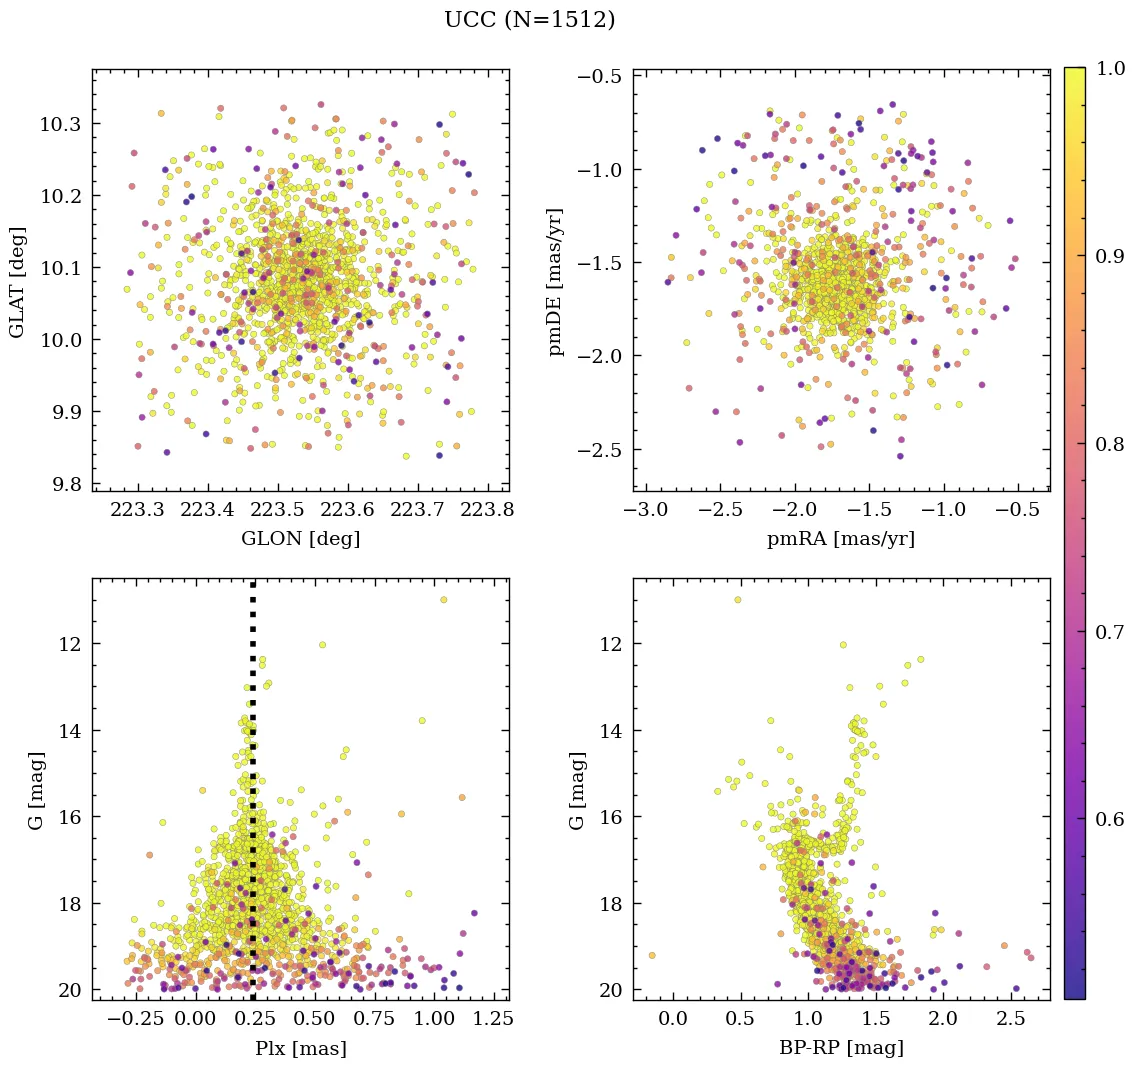 UCC (N=1512)
10.3
10.2
10.1
10.0
9.9
9.8
GLAT [deg]
223.3 223.4 223.5 223.6 223.7 223.8
GLON [deg]
−0.5
−1.0
−1.5
−2.0
−2.5
pmDE [mas/yr]
−3.0 −2.5 −2.0 −1.5 −1.0 −0.5
pmRA [mas/yr]
1.0
0.9
0.8
0.7
0.6
12
14
16
18
20
G [mag]
−0.25 0.00 0.25 0.50 0.75 1.00 1.25
Plx [mas]
12
14
16
18
20
G [mag]
0.0 0.5 1.0 1.5 2.0 2.5
BP-RP [mag]